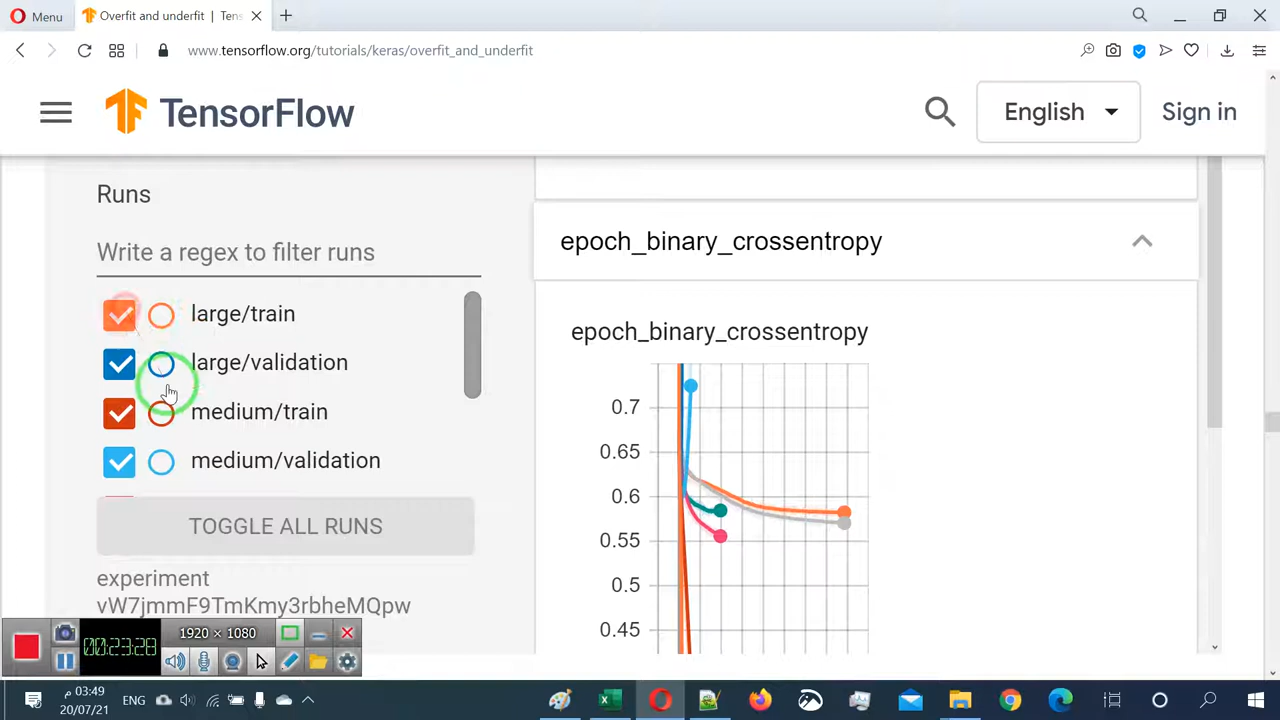 Menu
Overfit and underfit | Tens
www.tensorflow.org/tutorials/keras/overfit_and_underfit
TensorFlow
English
Sign in
Runs
Write a regex to filter runs
large/train
large/validation
medium/train
medium/validation
TOGGLE ALL RUNS
experiment
vW7jmmF9TmKmy3rbheMQpw
epoch_binary_crossentropy
epoch_binary_crossentropy
0.7
0.65
0.6
0.55
0.5
0.45
00:23:28
1920 × 1080
ENG
03:49 م
20/07/21